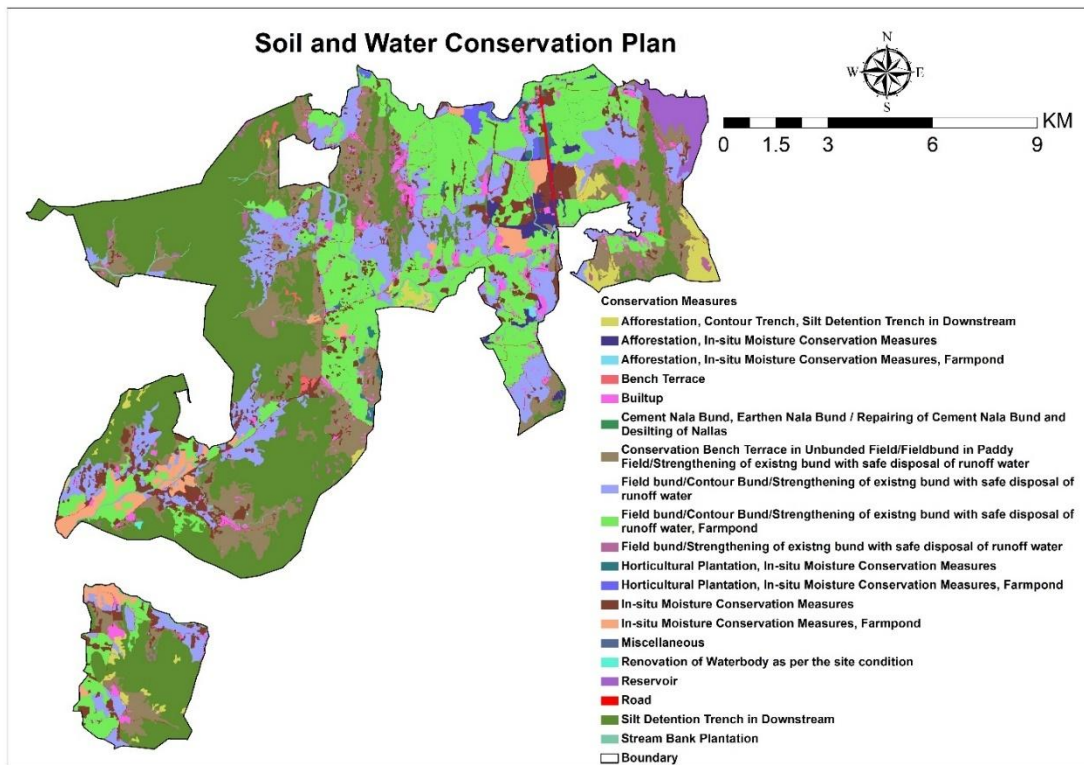 Soil and Water Conservation Plan
N
W E
S
KM
0 1.5 3 6 9
Conservation Measures
Afforestation, Contour Trench, Silt Detention Trench in Downstream
Afforestation, In-situ Moisture Conservation Measures
Afforestation, In-situ Moisture Conservation Measures, Farmpond
Bench Terrace
Builtup
Cement Nala Bund, Earthen Nala Bund / Repairing of Cement Nala Bund and
Desilting of Nallas
Conservation Bench Terrace in Unbunded Field/Fieldbund in Paddy
Field/Strengthening of existng bund with safe disposal of runoff water
Field bund/Contour Bund/Strengthening of existng bund with safe disposal of
runoff water
Field bund/Contour Bund/Strengthening of existng bund with safe disposal of
runoff water, Farmpond
Field bund/Strengthening of existng bund with safe disposal of runoff water
Horticultural Plantation, In-situ Moisture Conservation Measures
Horticultural Plantation, In-situ Moisture Conservation Measures, Farmpond
In-situ Moisture Conservation Measures
In-situ Moisture Conservation Measures, Farmpond
Miscellaneous
Renovation of Waterbody as per the site condition
Reservoir
Road
Silt Detention Trench in Downstream
Stream Bank Plantation
Boundary